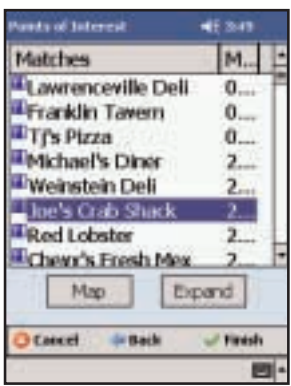 Points of Interest 3:49
Matches M...
Lawrenceville Deli 0...
Franklin Tavern 0...
TJ's Pizza 0...
Michael's Diner 2...
Weinstein Deli 2...
Joe's Crab Shack 2...
Red Lobster 2...
Chevy's Fresh Mex 2...
Map Expand
Cancel Back Finish